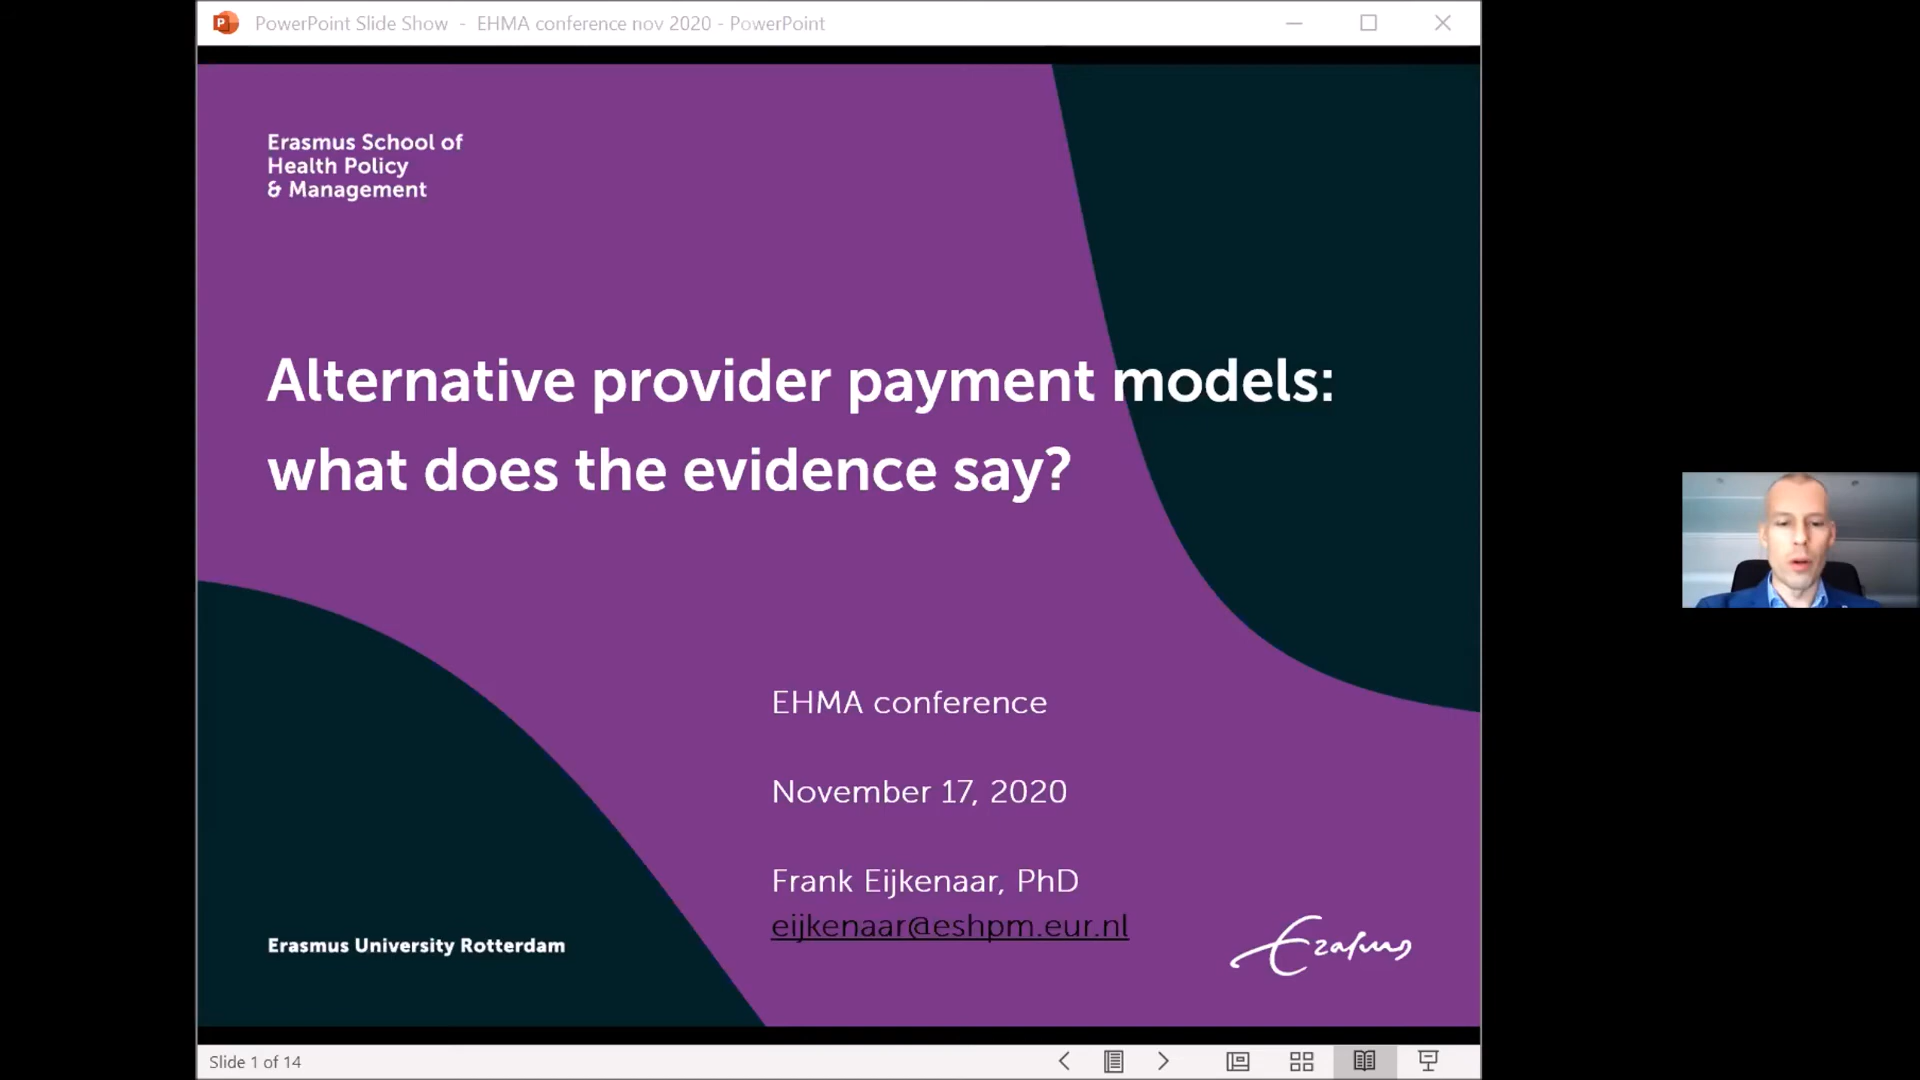 PowerPoint Slide Show - EHMA conference nov 2020 - PowerPoint
Erasmus School of
Health Policy
& Management
Alternative provider payment models:
what does the evidence say?
EHMA conference
November 17, 2020
Frank Eijkenaar, PhD
eijkenaar@eshpm.eur.nl
Erasmus University Rotterdam
Erasmus
Slide 1 of 14